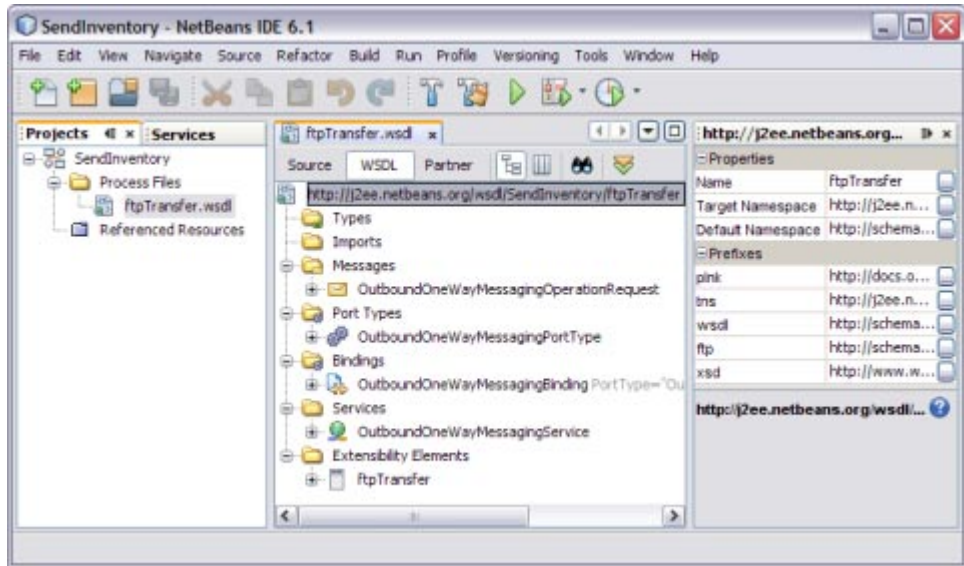 SendInventory - NetBeans IDE 6.1
File Edit View Navigate Source Refactor Build Run Profile Versioning Tools Window Help
Projects Services
SendInventory
Process Files
ftpTransfer.wsdl
Referenced Resources
ftpTransfer.wsdl
Source WSDL Partner
http://j2ee.netbeans.org/wsdl/SendInventory/ftpTransfer
Types
Imports
Messages
OutboundOneWayMessagingOperationRequest
Port Types
OutboundOneWayMessagingPortType
Bindings
OutboundOneWayMessagingBinding PortType="Ou
Services
OutboundOneWayMessagingService
Extensibility Elements
ftpTransfer
http://j2ee.netbeans.org...
Properties
Name ftpTransfer
Target Namespace http://j2ee.n...
Default Namespace http://schema...
Prefixes
plnk http://docs.o...
tns http://j2ee.n...
wsdl http://schema...
ftp http://schema...
xsd http://www.w...
http://j2ee.netbeans.org/wsdl/...